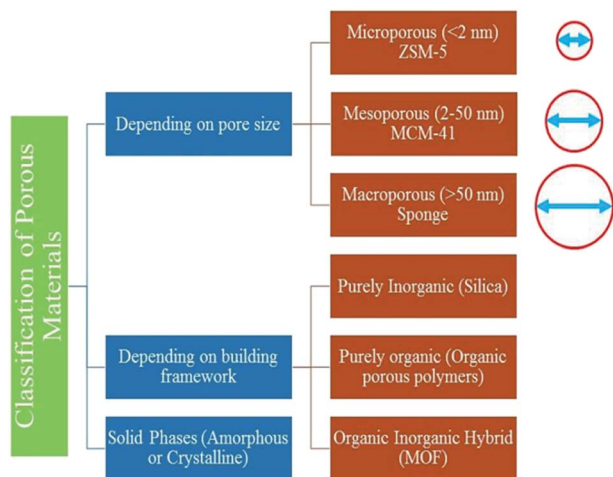 Classification of Porous
Materials
Depending on pore size
Microporous (<2 nm)
ZSM-5
Mesoporous (2-50 nm)
MCM-41
Macroporous (>50 nm)
Sponge
Depending on building
framework
Purely Inorganic (Silica)
Purely organic (Organic
porous polymers)
Organic Inorganic Hybrid
(MOF)
Solid Phases (Amorphous
or Crystalline)